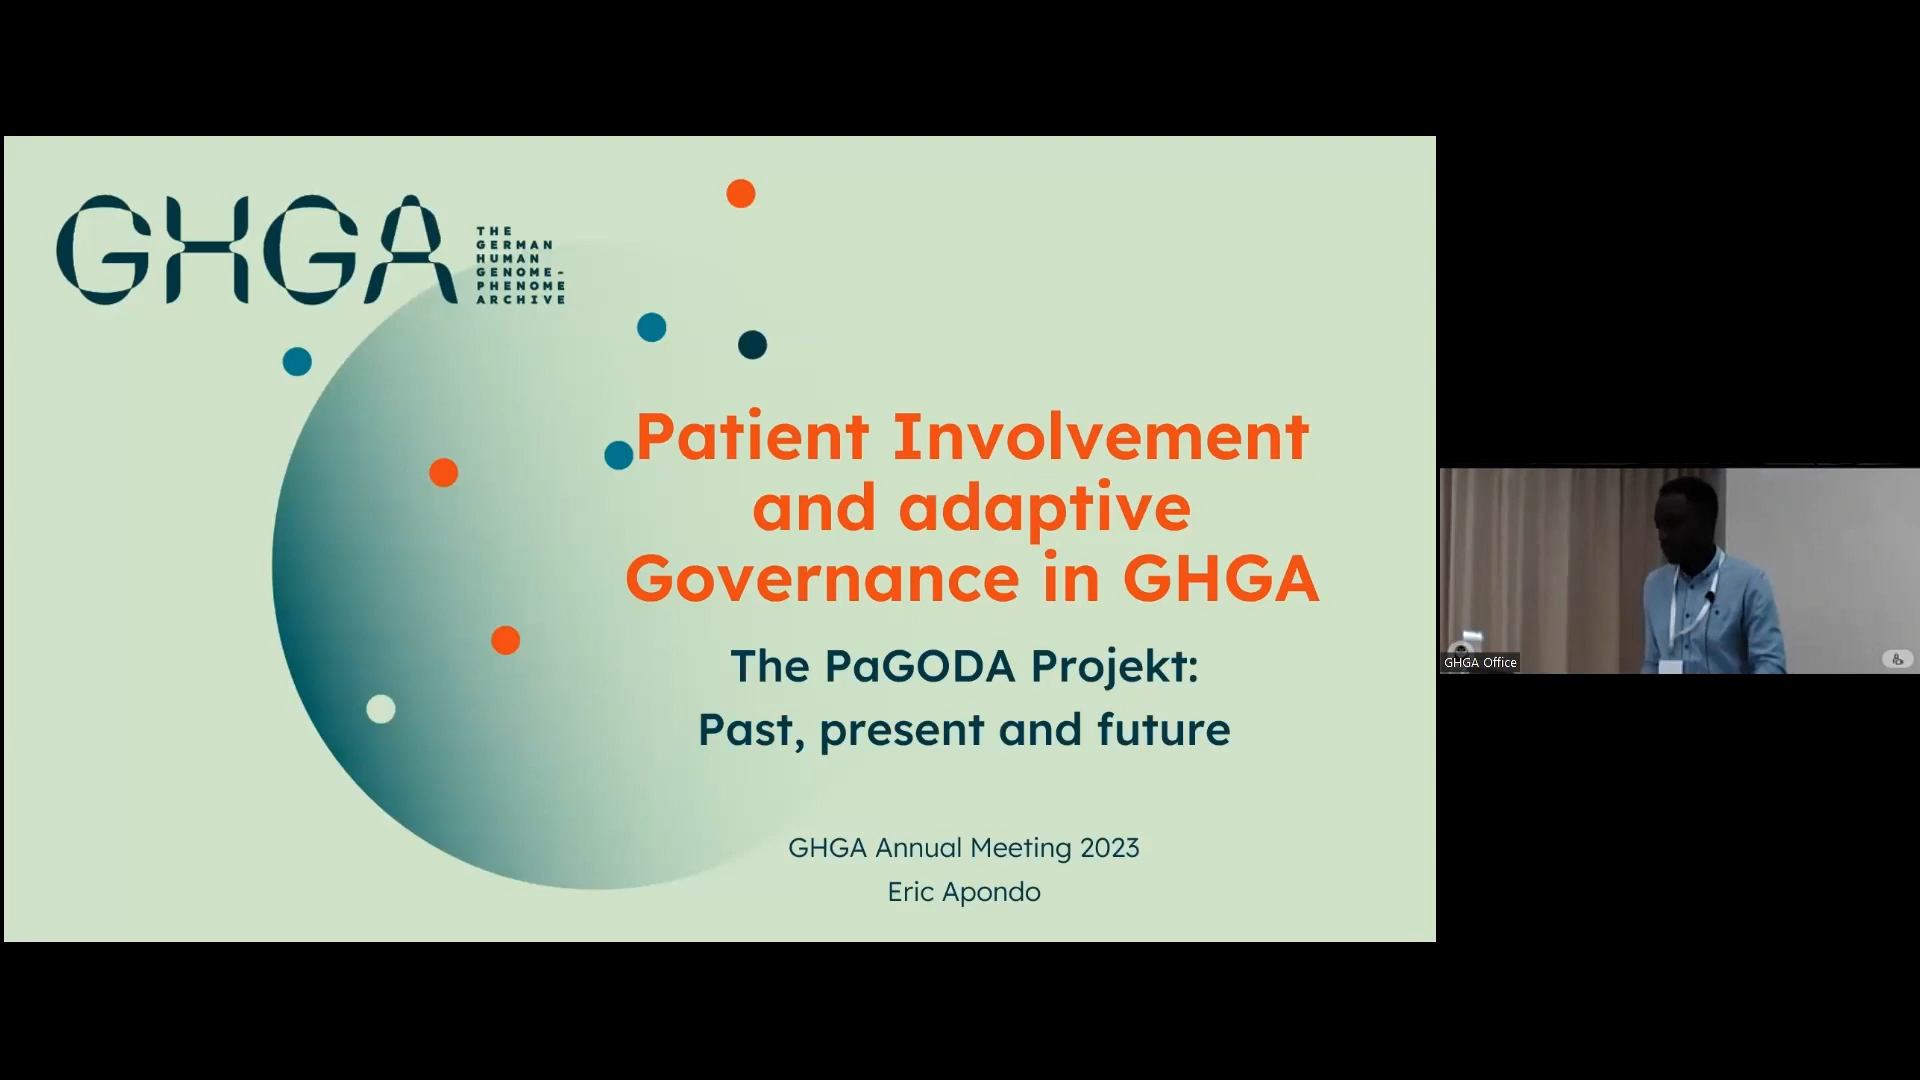 GHGA
THE
GERMAN
HUMAN
GENOME-
PHENOME
ARCHIVE
Patient Involvement
and adaptive
Governance in GHGA
The PaGODA Projekt:
Past, present and future
GHGA Annual Meeting 2023
Eric Apondo
GHGA Office